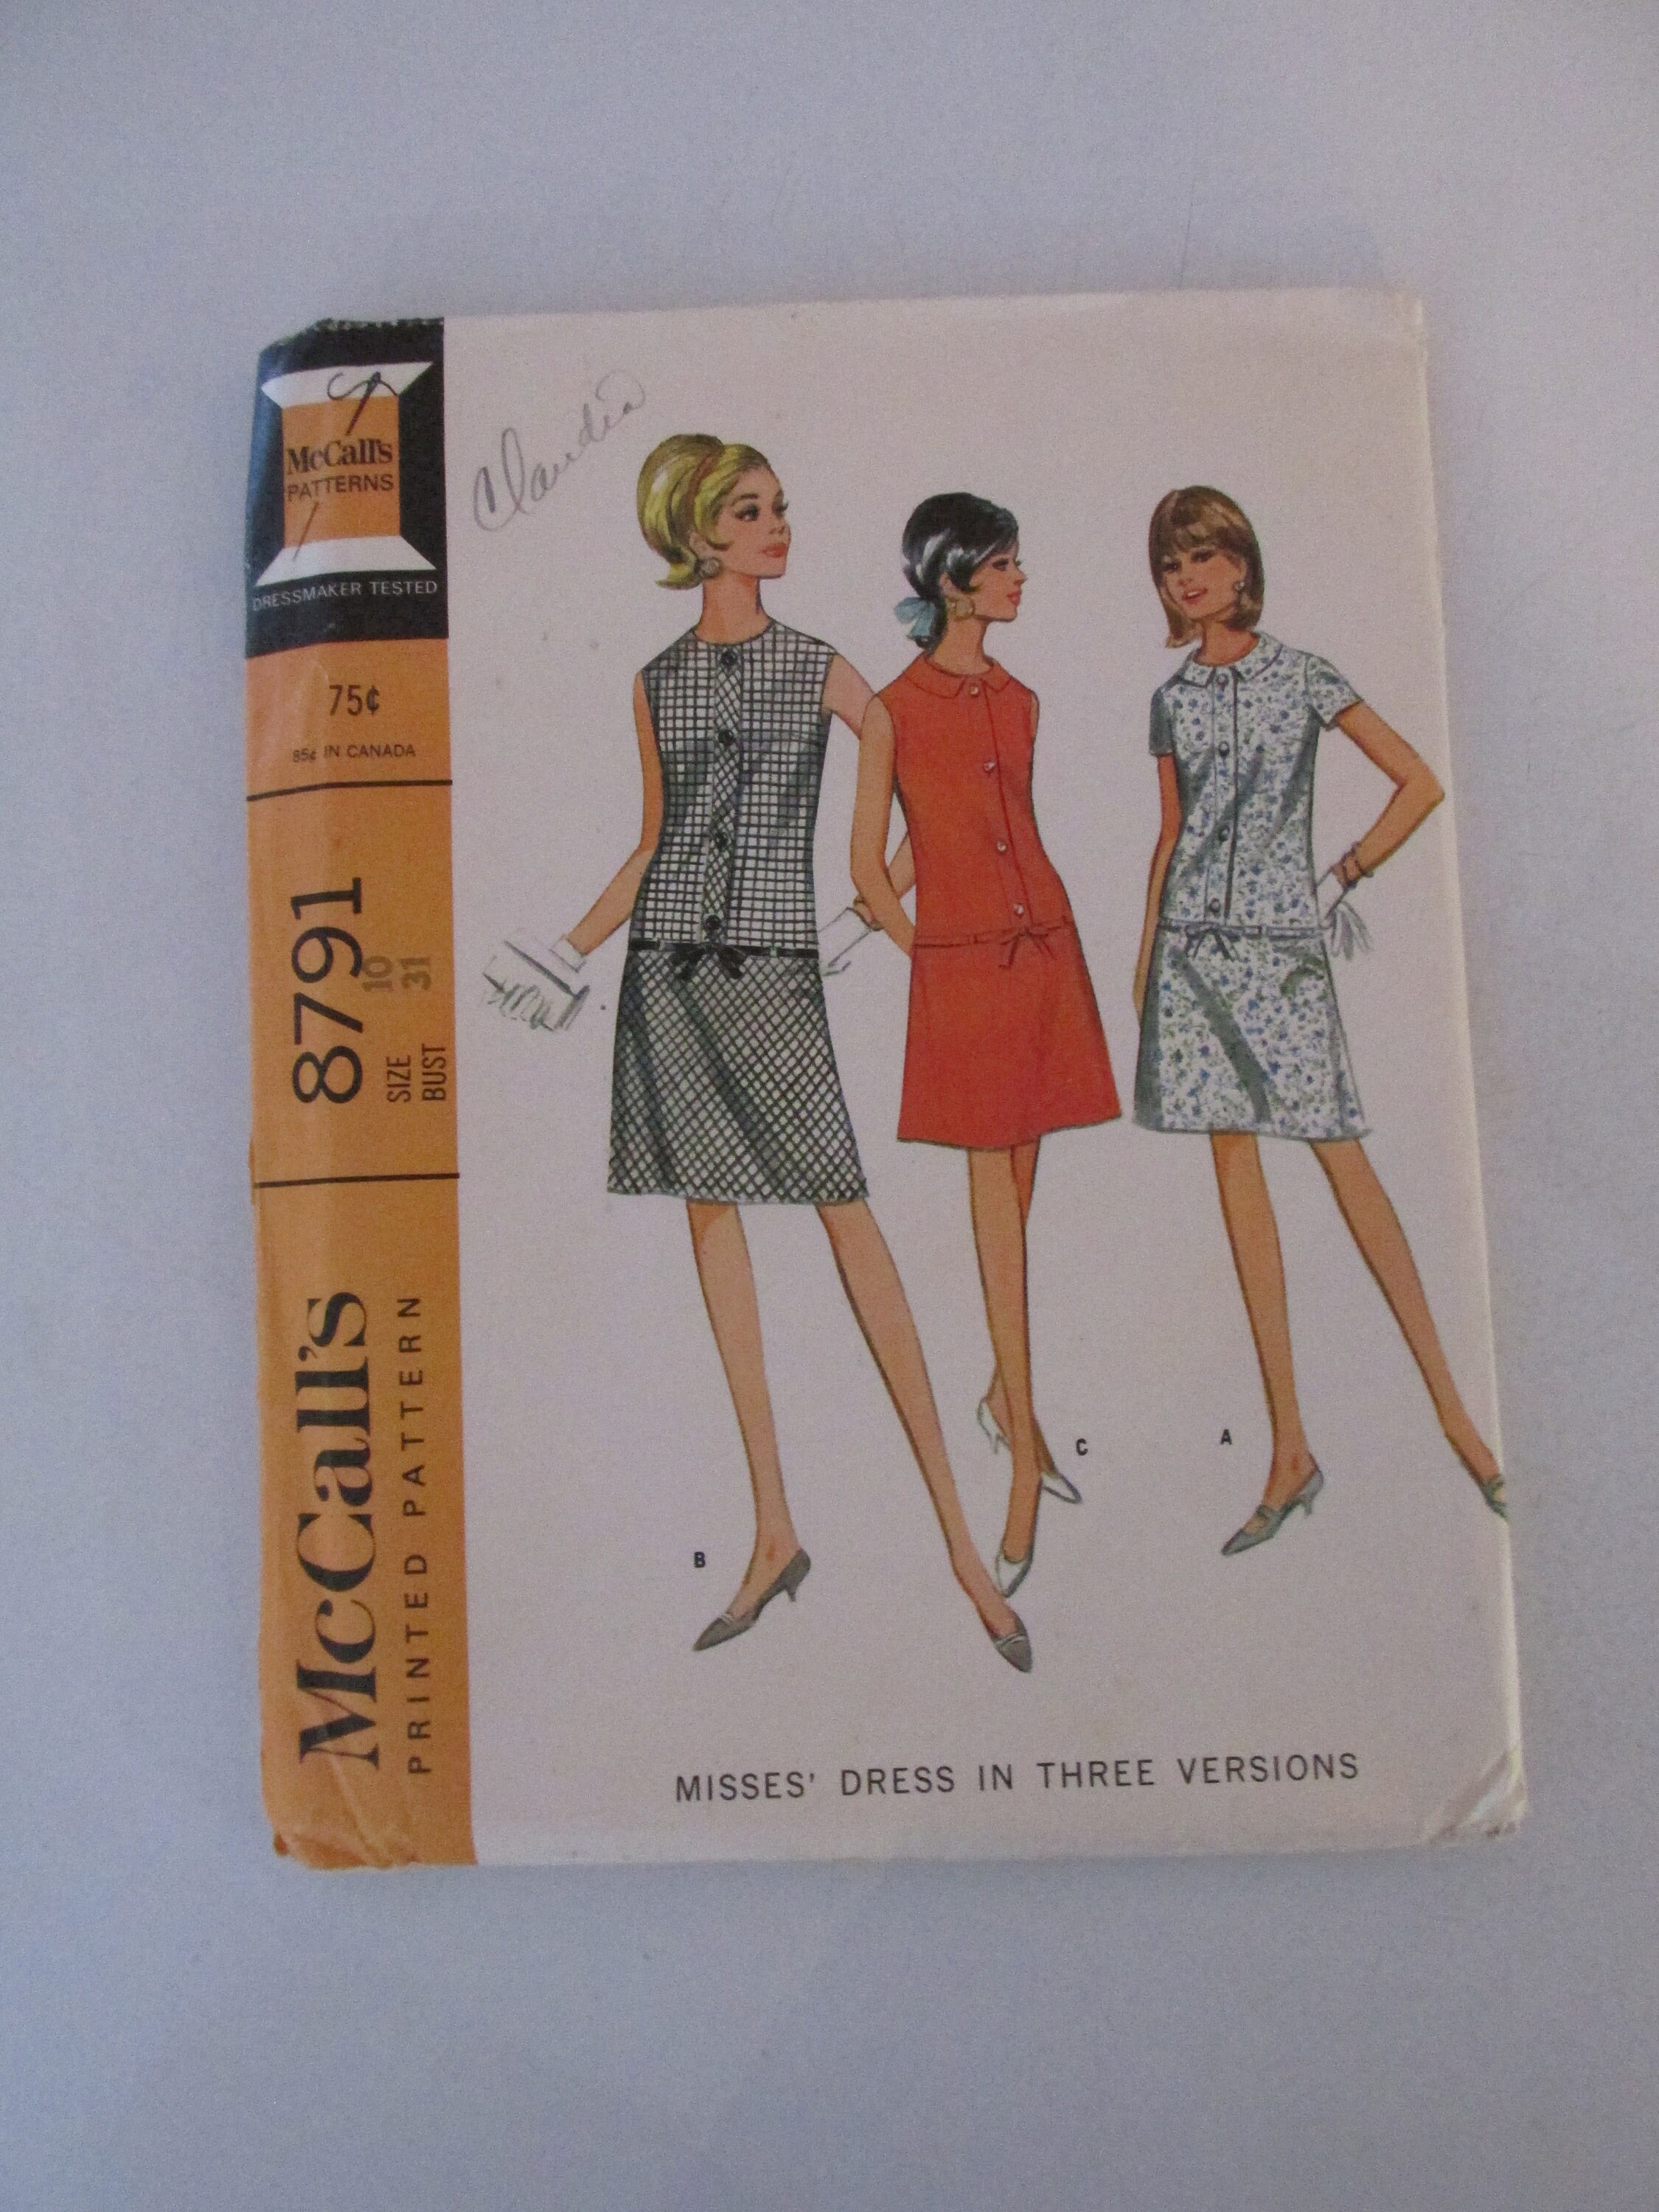 McCall's
PATTERNS
DRESSMAKER TESTED
75¢
85¢ IN CANADA
8791
SIZE 10
BUST 31
McCall's
PRINTED PATTERN
Claudia
B
C
A
MISSES' DRESS IN THREE VERSIONS